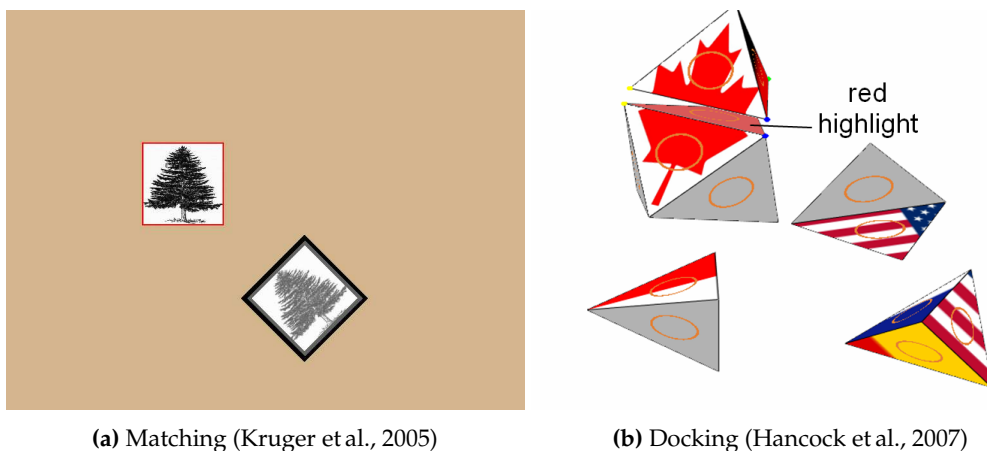 red
highlight
(a) Matching (Kruger et al., 2005)
(b) Docking (Hancock et al., 2007)